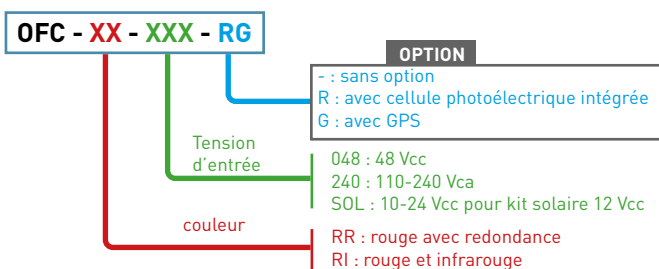 OFC - XX - XXX - RG
OPTION
- : sans option
R : avec cellule photoélectrique intégrée
G : avec GPS
Tension
d'entrée
048 : 48 Vcc
240 : 110-240 Vca
SOL : 10-24 Vcc pour kit solaire 12 Vcc
couleur
RR : rouge avec redondance
RI : rouge et infrarouge